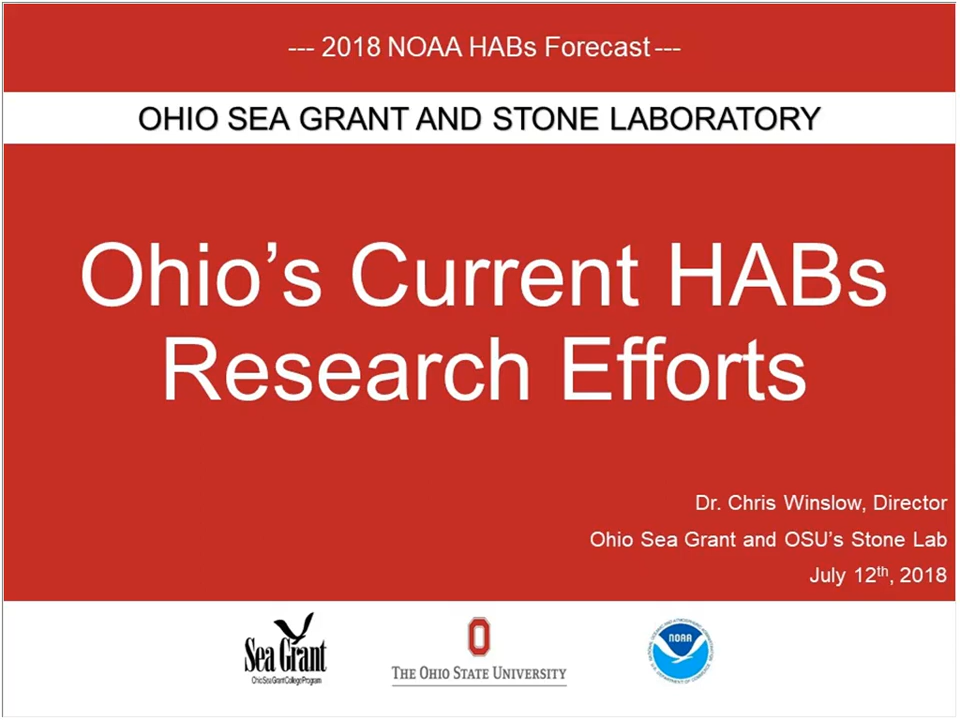 --- 2018 NOAA HABs Forecast ---
OHIO SEA GRANT AND STONE LABORATORY
Ohio's Current HABs
Research Efforts
Dr. Chris Winslow, Director
Ohio Sea Grant and OSU's Stone Lab
July 12th, 2018
Sea Grant
Ohio Sea Grant College Program
THE OHIO STATE UNIVERSITY
NOAA